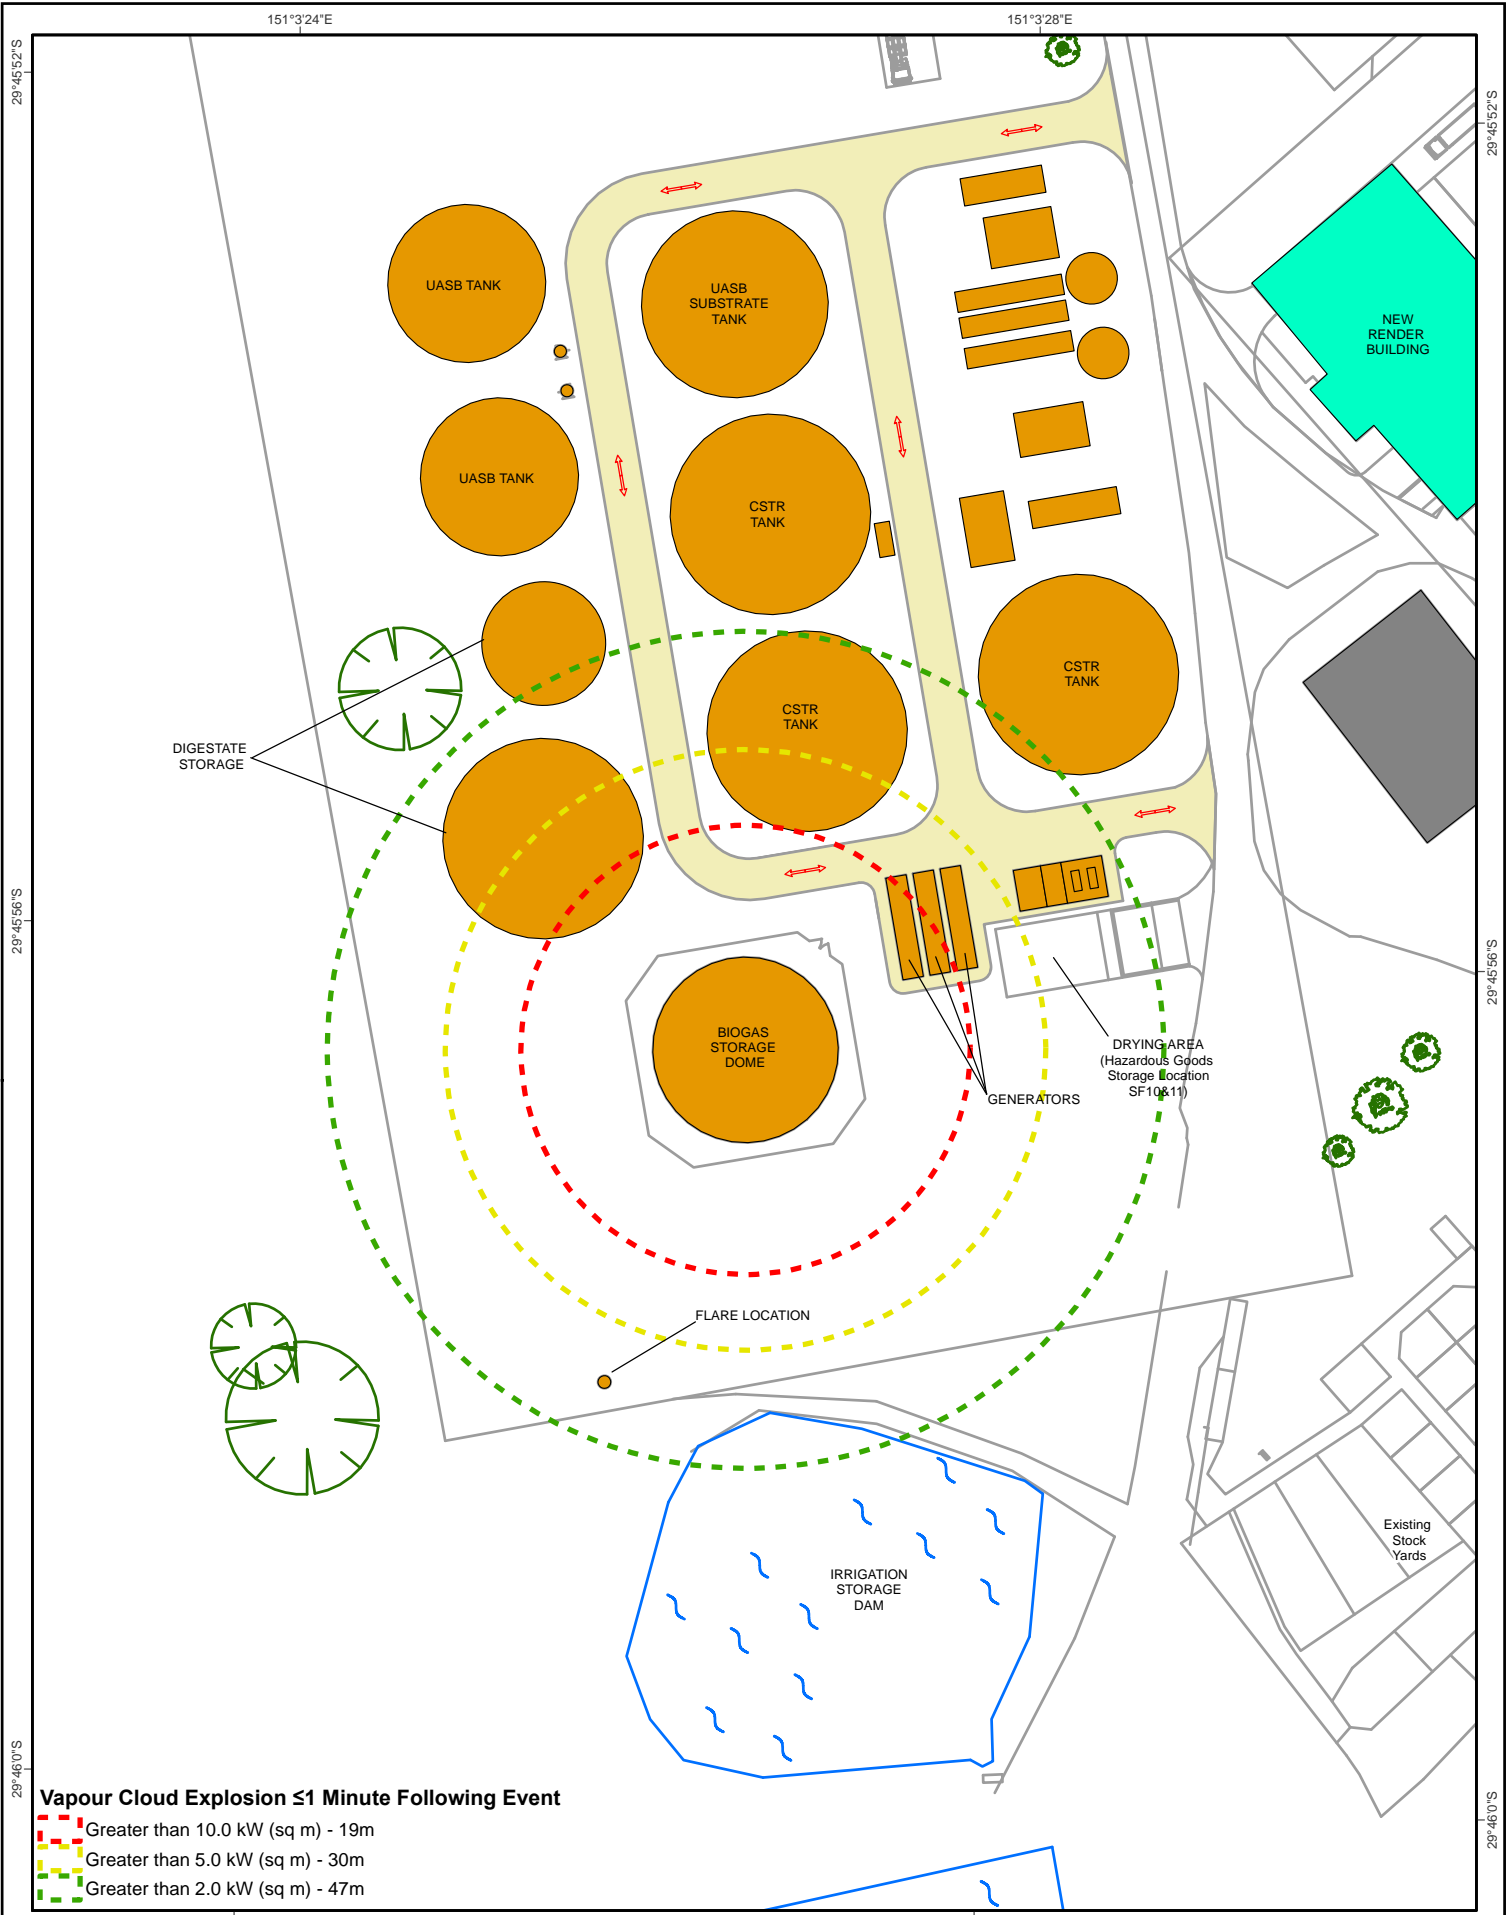 151°3'24"E
151°3'28"E
29°45'52"S
29°45'52"S
UASB TANK
UASB
SUBSTRATE
TANK
NEW
RENDER
BUILDING
UASB TANK
CSTR
TANK
CSTR
TANK
CSTR
TANK
DIGESTATE
STORAGE
29°45'56"S
29°45'56"S
BIOGAS
STORAGE
DOME
DRYING AREA
(Hazardous Goods
Storage Location
SF10&11)
GENERATORS
FLARE LOCATION
Existing
Stock
Yards
IRRIGATION
STORAGE
DAM
29°46'0"S
29°46'0"S
Vapour Cloud Explosion ≤1 Minute Following Event
Greater than 10.0 kW (sq m) - 19m
Greater than 5.0 kW (sq m) - 30m
Greater than 2.0 kW (sq m) - 47m